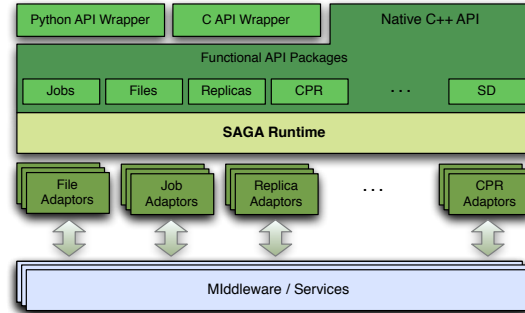 Python API Wrapper
C API Wrapper
Native C++ API
Functional API Packages
Jobs
Files
Replicas
CPR
. . .
SD
SAGA Runtime
File
Adaptors
Job
Adaptors
Replica
Adaptors
. . .
CPR
Adaptors
MIddleware / Services